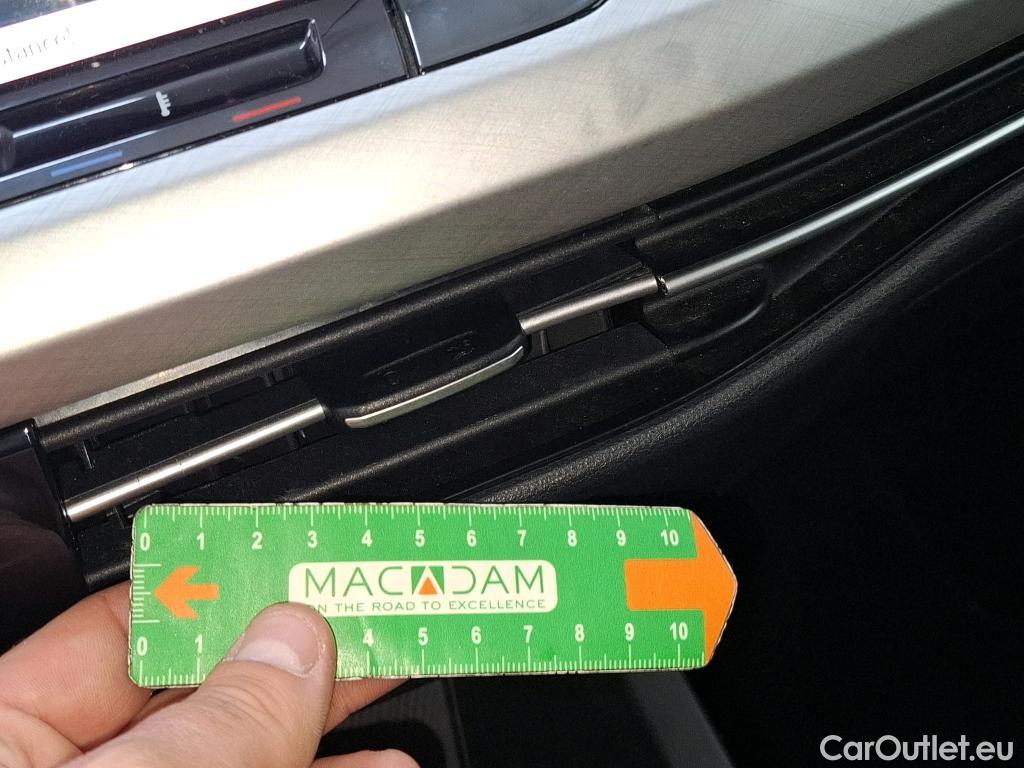 stance!
0 1 2 3 4 5 6 7 8 9 10
MACADAM
ON THE ROAD TO EXCELLENCE
0 1 4 5 6 7 8 9 10
CarOutlet.eu